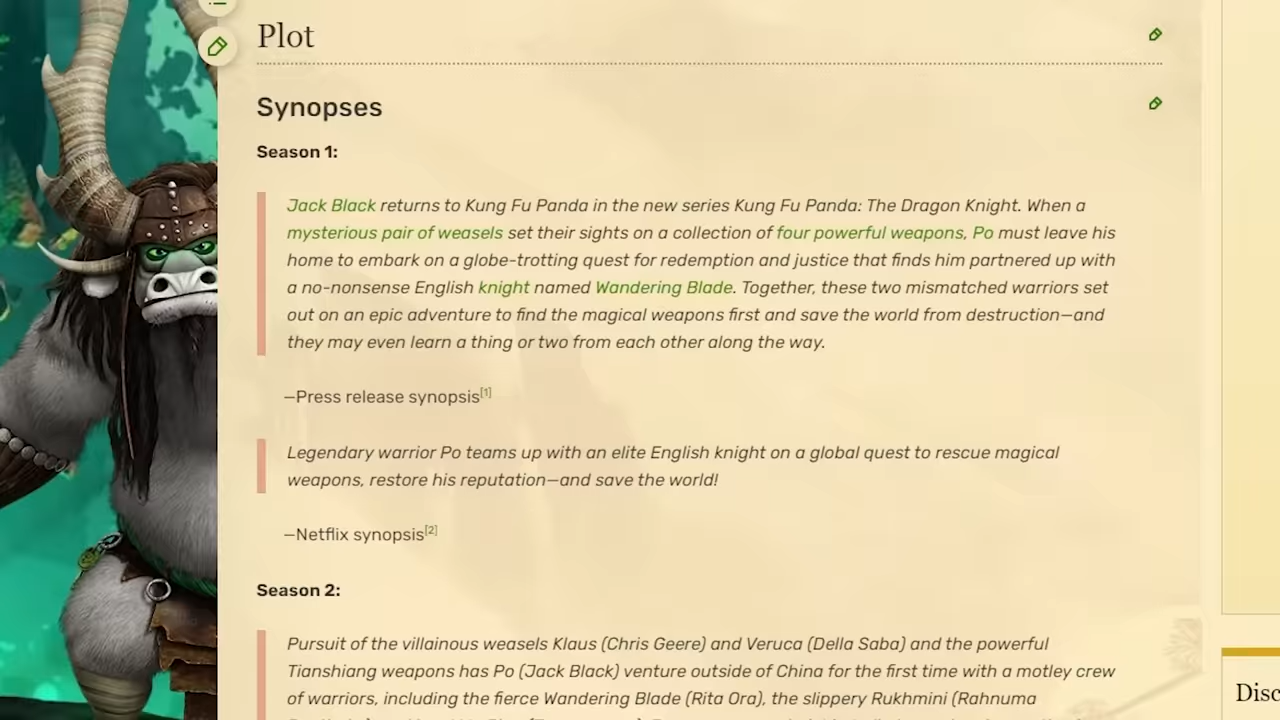 Plot
Synopses
Season 1:
Jack Black returns to Kung Fu Panda in the new series Kung Fu Panda: The Dragon Knight. When a
mysterious pair of weasels set their sights on a collection of four powerful weapons, Po must leave his
home to embark on a globe-trotting quest for redemption and justice that finds him partnered up with
a no-nonsense English knight named Wandering Blade. Together, these two mismatched warriors set
out on an epic adventure to find the magical weapons first and save the world from destruction—and
they may even learn a thing or two from each other along the way.
—Press release synopsis[1]
Legendary warrior Po teams up with an elite English knight on a global quest to rescue magical
weapons, restore his reputation—and save the world!
—Netflix synopsis[2]
Season 2:
Pursuit of the villainous weasels Klaus (Chris Geere) and Veruca (Della Saba) and the powerful
Tianshiang weapons has Po (Jack Black) venture outside of China for the first time with a motley crew
of warriors, including the fierce Wandering Blade (Rita Ora), the slippery Rukhmini (Rahnuma
Disc